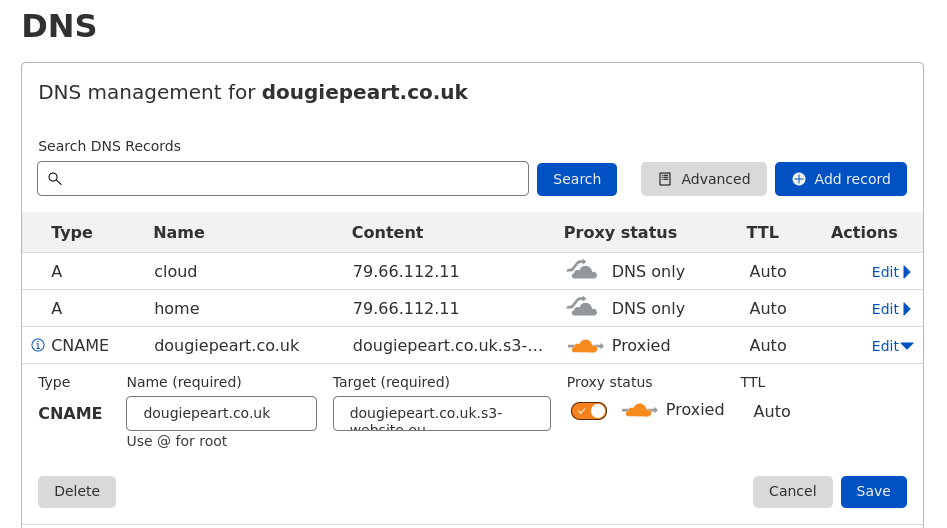 DNS
DNS management for dougiepeart.co.uk
Search DNS Records
Search Advanced Add record
Type Name Content Proxy status TTL Actions
A cloud 79.66.112.11 DNS only Auto Edit
A home 79.66.112.11 DNS only Auto Edit
CNAME dougiepeart.co.uk dougiepeart.co.uk.s3-... Proxied Auto Edit
Type Name (required) Target (required) Proxy status TTL
CNAME dougiepeart.co.uk dougiepeart.co.uk.s3- Proxied Auto
website.eu
Use @ for root
Delete Cancel Save